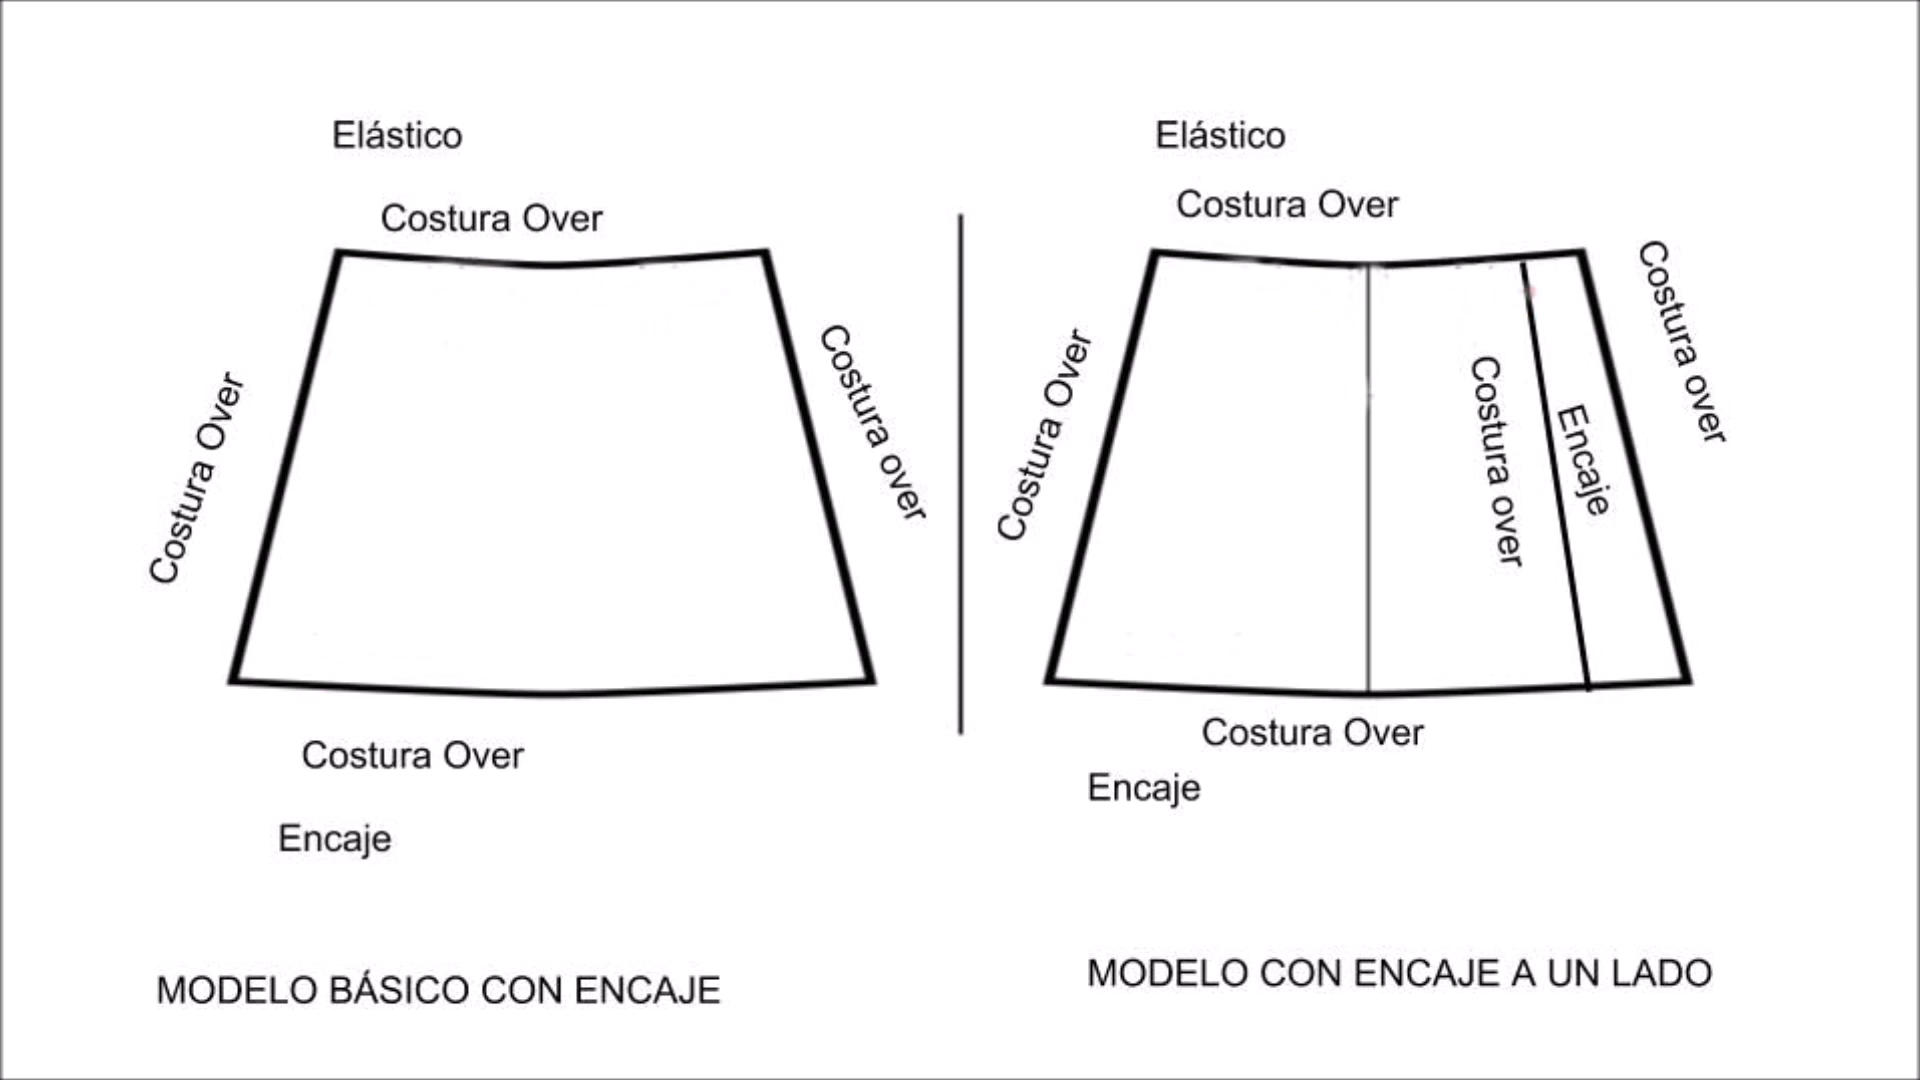 Elástico
Costura Over
Costura Over
Costura over
Costura Over
Encaje
MODELO BÁSICO CON ENCAJE
Elástico
Costura Over
Costura Over
Costura over
Encaje
Costura over
Costura Over
Encaje
MODELO CON ENCAJE A UN LADO